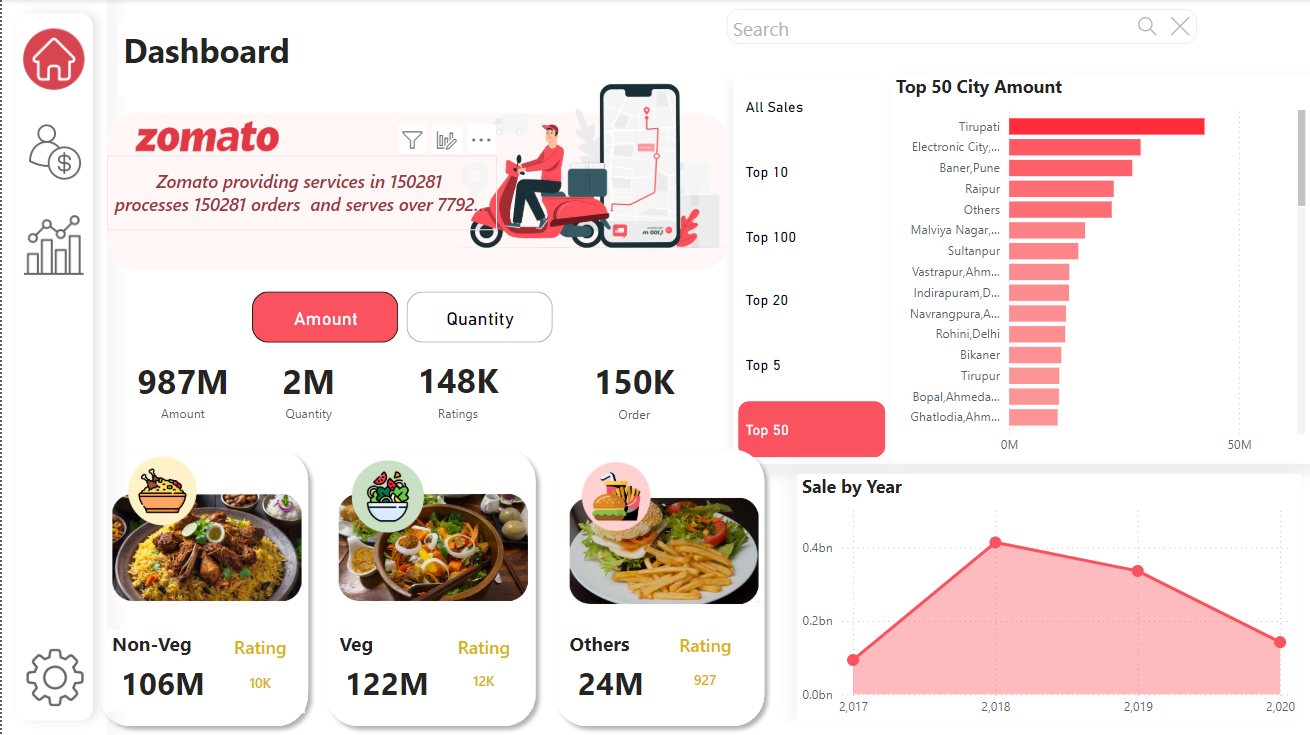 Dashboard
Search
zomato
Zomato providing services in 150281
processes 150281 orders and serves over 7792...
Amount
Quantity
987M
Amount
2M
Quantity
148K
Ratings
150K
Order
All Sales
Top 10
Top 100
Top 20
Top 5
Top 50
Top 50 City Amount
Tirupati
Electronic City,...
Baner,Pune
Raipur
Others
Malviya Nagar,...
Sultanpur
Vastrapur,Ahm...
Indirapuram,D...
Navrangpura,A...
Rohini,Delhi
Bikaner
Tirupur
Bopal,Ahmeda...
Ghatlodia,Ahm...
0M 50M
Non-Veg
Rating
106M
10K
Veg
Rating
122M
12K
Others
Rating
24M
927
Sale by Year
0.4bn
0.2bn
0.0bn
2,017 2,018 2,019 2,020